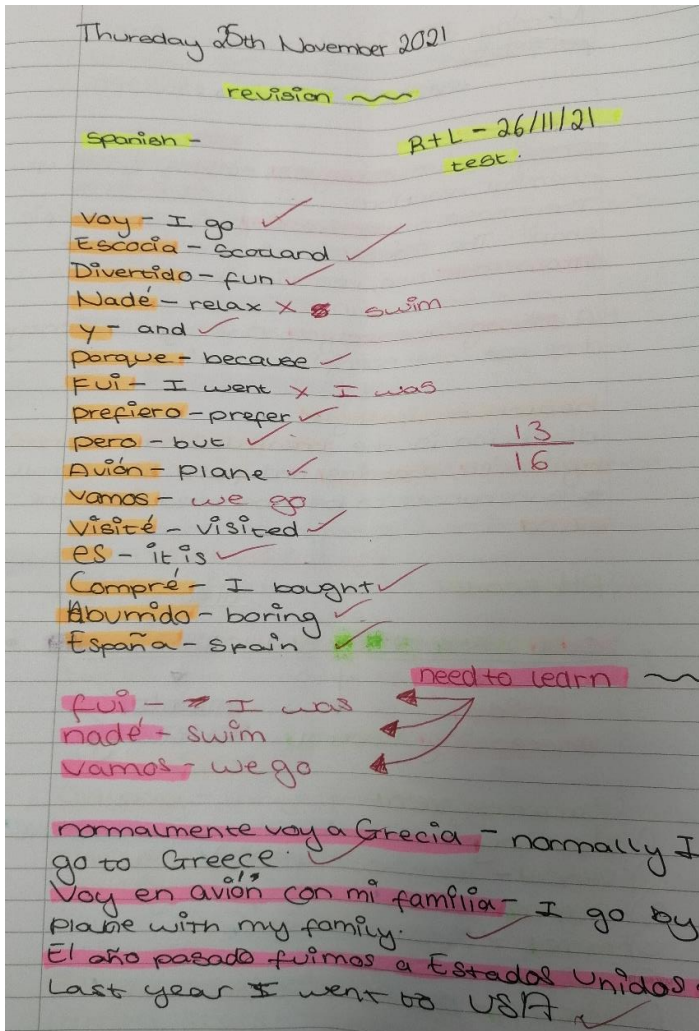 Thursday 25th November 2021
revision
Spanish -
R+L - 26/11/21
test.
Voy - I go ✓
Escocia - Scotland ✓
Divertido - fun ✓
Nadé - relax x swim
y - and ✓
porque - because ✓
Fui - I went x I was
prefiero - prefer ✓
pero - but ✓
Avión - plane ✓
vamos - we go
Visité - visited ✓
es - it is ✓
Compré - I bought ✓
Aburrido - boring ✓
España - Spain ✓
13
16
need to learn
fui - I was
nadé - swim
vamos - we go
normalmente voy a Grecia - normally I
go to Greece. ✓
Voy en avión con mi familia - I go by
plane with my family. ✓
El año pasado fuimos a Estados Unidos -
Last year I went to USA ✓